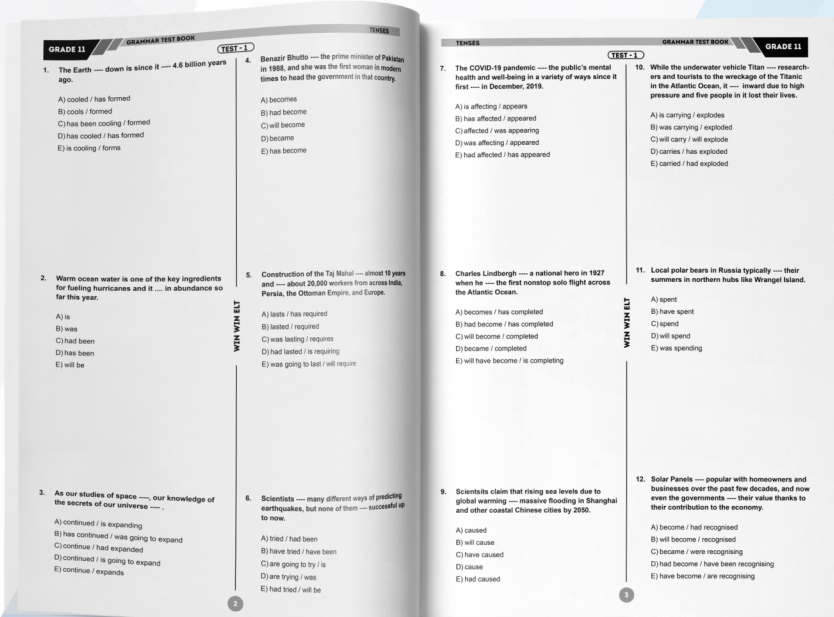 GRADE 11
GRAMMAR TEST BOOK
TENSES
TEST - 1
1. The Earth ---- down is since it ---- 4.6 billion years
ago.
A) cooled / has formed
B) cools / formed
C) has been cooling / formed
D) has cooled / has formed
E) is cooling / forms
2. Warm ocean water is one of the key ingredients
for fueling hurricanes and it .... in abundance so
far this year.
A) is
B) was
C) had been
D) has been
E) will be
3. As our studies of space ----, our knowledge of
the secrets of our universe ---- .
A) continued / is expanding
B) has continued / was going to expand
C) continue / had expanded
D) continued / is going to expand
E) continue / expands
WIN WIN ELT
4. Benazir Bhutto ---- the prime minister of Pakistan
in 1988, and she was the first woman in modern
times to head the government in that country.
A) becomes
B) had become
C) will become
D) became
E) has become
5. Construction of the Taj Mahal ---- almost 10 years
and ---- about 20,000 workers from across India,
Persia, the Ottoman Empire, and Europe.
A) lasts / has required
B) lasted / required
C) was lasting / requires
D) had lasted / is requiring
E) was going to last / will require
6. Scientists ---- many different ways of predicting
earthquakes, but none of them ---- successful up
to now.
A) tried / had been
B) have tried / have been
C) are going to try / is
D) are trying / was
E) had tried / will be
2
TENSES
GRAMMAR TEST BOOK
GRADE 11
TEST - 1
7. The COVID-19 pandemic ---- the public's mental
health and well-being in a variety of ways since it
first ---- in December, 2019.
A) is affecting / appears
B) has affected / appeared
C) affected / was appearing
D) was affecting / appeared
E) had affected / has appeared
8. Charles Lindbergh ---- a national hero in 1927
when he ---- the first nonstop solo flight across
the Atlantic Ocean.
A) becomes / has completed
B) had become / has completed
C) will become / completed
D) became / completed
E) will have become / is completing
9. Scientsits claim that rising sea levels due to
global warming ---- massive flooding in Shanghai
and other coastal Chinese cities by 2050.
A) caused
B) will cause
C) have caused
D) cause
E) had caused
WIN WIN ELT
10. While the underwater vehicle Titan ---- research-
ers and tourists to the wreckage of the Titanic
in the Atlantic Ocean, it ---- inward due to high
pressure and five people in it lost their lives.
A) is carrying / explodes
B) was carrying / exploded
C) will carry / will explode
D) carries / has exploded
E) carried / had exploded
11. Local polar bears in Russia typically ---- their
summers in northern hubs like Wrangel Island.
A) spent
B) have spent
C) spend
D) will spend
E) was spending
12. Solar Panels ---- popular with homeowners and
businesses over the past few decades, and now
even the governments ---- their value thanks to
their contribution to the economy.
A) become / had recognised
B) will become / recognised
C) became / were recognising
D) had become / have been recognising
E) have become / are recognising
3